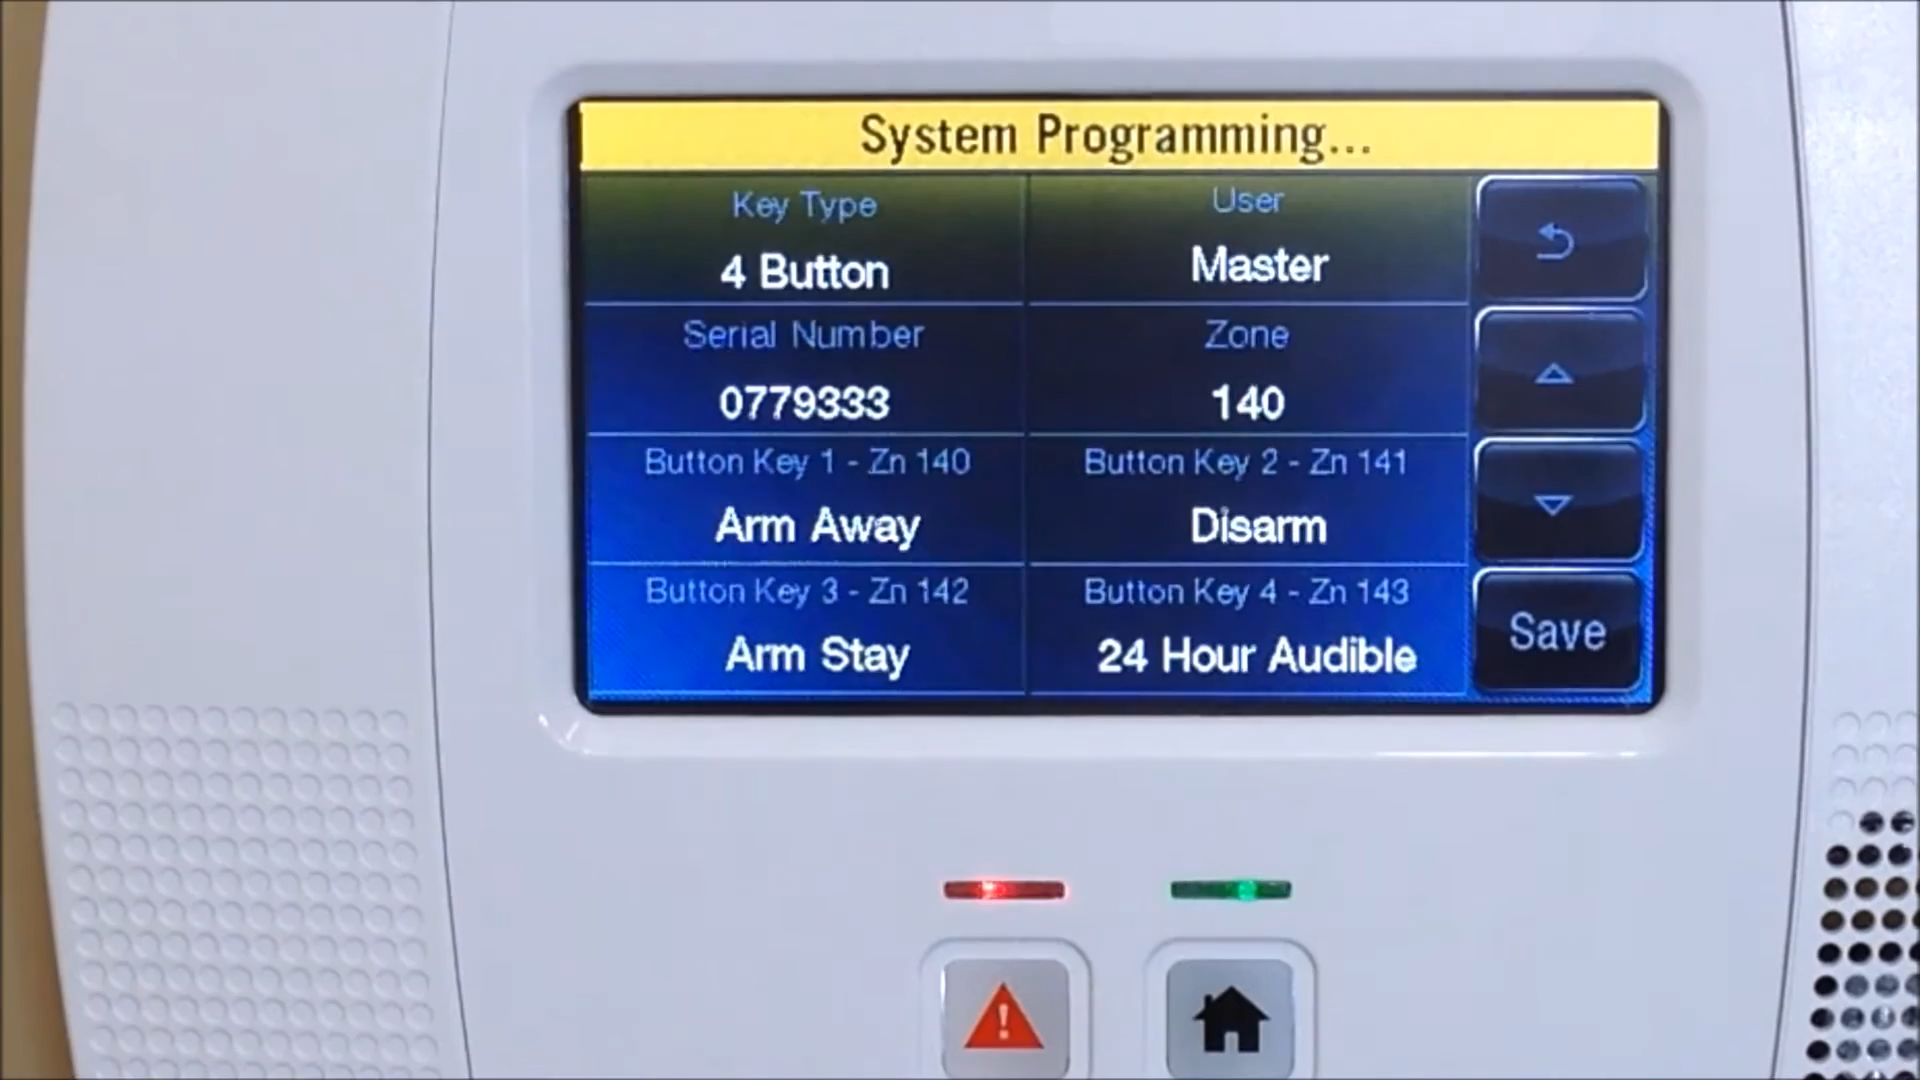 System Programming...
Key Type
4 Button
User
Master
Serial Number
0779333
Zone
140
Button Key 1 - Zn 140
Arm Away
Button Key 2 - Zn 141
Disarm
Button Key 3 - Zn 142
Arm Stay
Button Key 4 - Zn 143
24 Hour Audible
Save